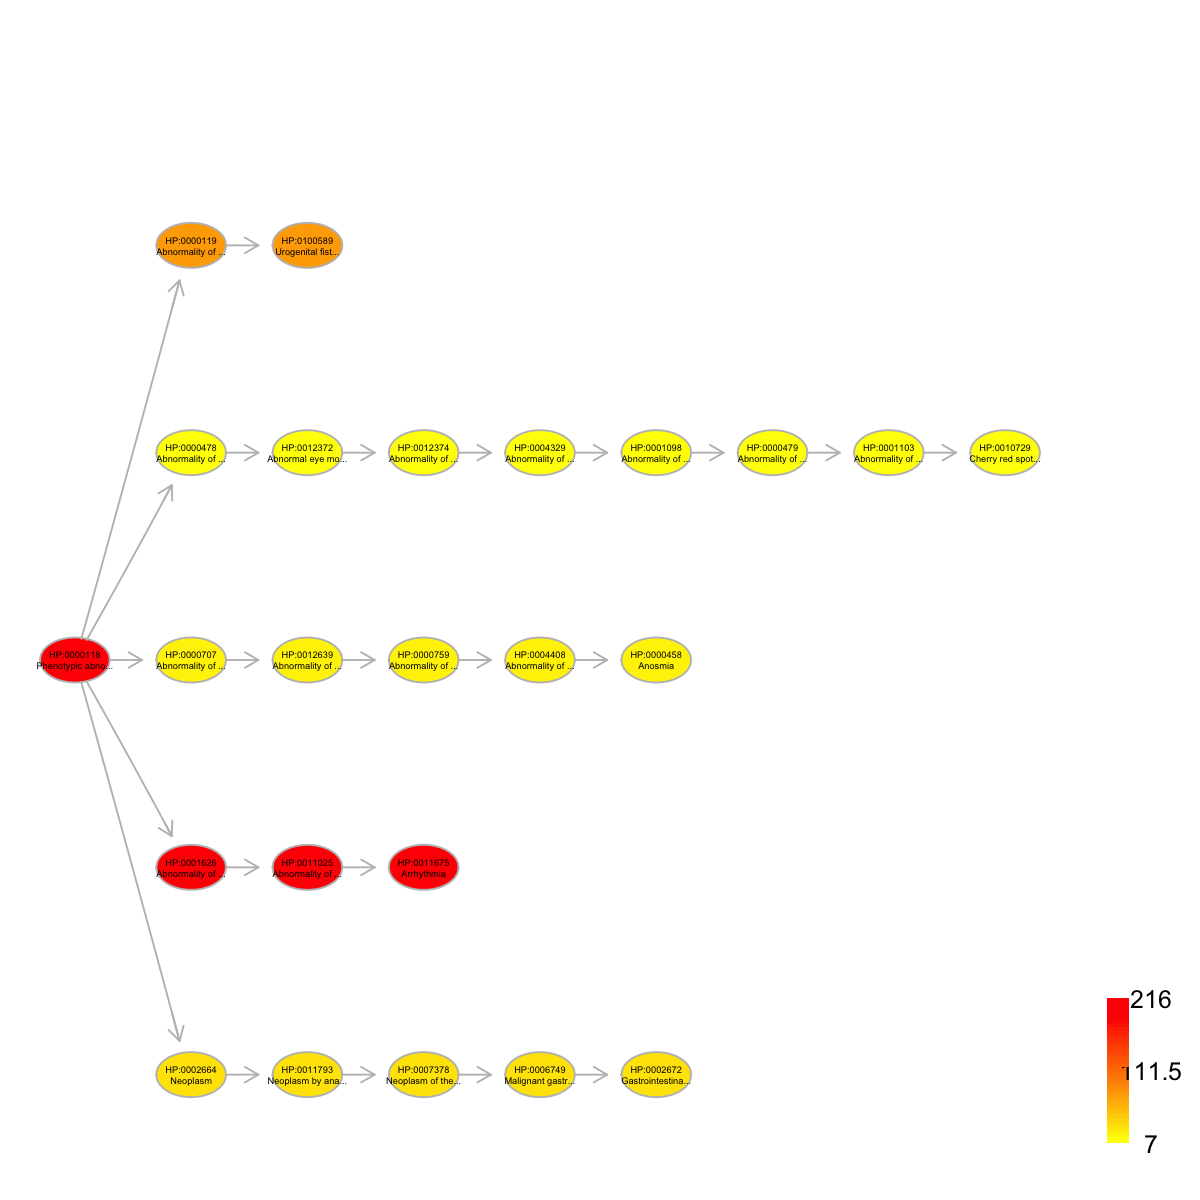 HP:0000119
Abnormality of ...
HP:0100589
Urogenital fist...
HP:0000478
Abnormality of ...
HP:0012372
Abnormal eye mo...
HP:0012374
Abnormality of ...
HP:0004329
Abnormality of ...
HP:0001098
Abnormality of ...
HP:0000479
Abnormality of ...
HP:0001103
Abnormality of ...
HP:0010729
Cherry red spot...
HP:0000118
Phenotypic abno...
HP:0000707
Abnormality of ...
HP:0012639
Abnormality of ...
HP:0000759
Abnormality of ...
HP:0004408
Abnormality of ...
HP:0000458
Anosmia
HP:0001626
Abnormality of ...
HP:0011025
Abnormality of ...
HP:0011675
Arrhythmia
HP:0002664
Neoplasm
HP:0011793
Neoplasm by ana...
HP:0007378
Neoplasm of the...
HP:0006749
Malignant gastr...
HP:0002672
Gastrointestina...
216
111.5
7